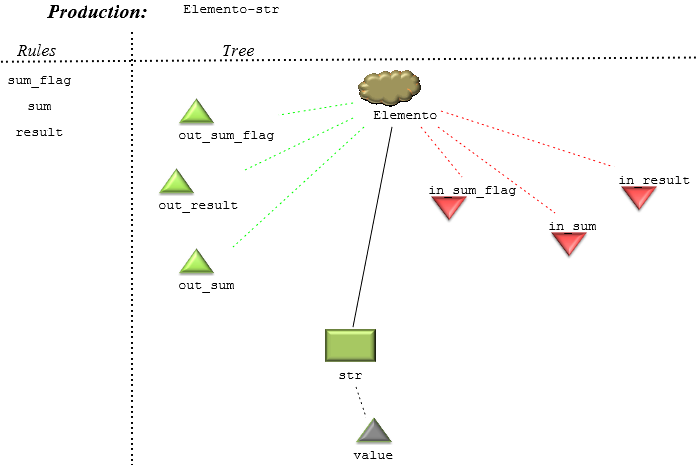 Production: Elemento-str
Rules Tree
sum_flag
sum
result
Elemento
out_sum_flag
in_result
in_sum_flag
out_result
in_sum
out_sum
str
value